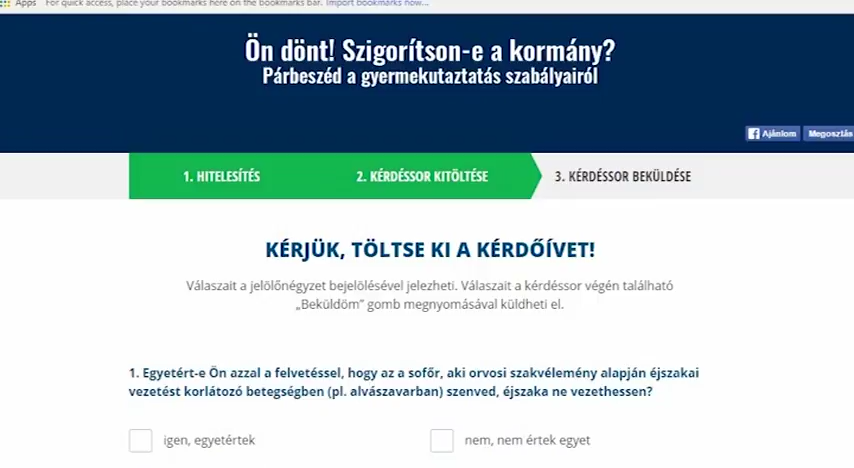 Apps For quick access, place your bookmarks here on the bookmarks bar. Import bookmarks now...
Ön dönt! Szigorítson-e a kormány?
Párbeszéd a gyermekutaztatás szabályairól
Ajánlom Megosztás
1. HITELESÍTÉS 2. KÉRDÉSSOR KITÖLTÉSE 3. KÉRDÉSSOR BEKÜLDÉSE
KÉRJÜK, TÖLTSE KI A KÉRDŐÍVET!
Válaszait a jelölőnégyzet bejelölésével jelezheti. Válaszait a kérdéssor végén található
„Beküldöm” gomb megnyomásával küldheti el.
1. Egyetért-e Ön azzal a felvetéssel, hogy az a sofőr, aki orvosi szakvélemény alapján éjszakai
vezetést korlátozó betegségben (pl. alvászavarban) szenved, éjszaka ne vezethessen?
igen, egyetértek nem, nem értek egyet